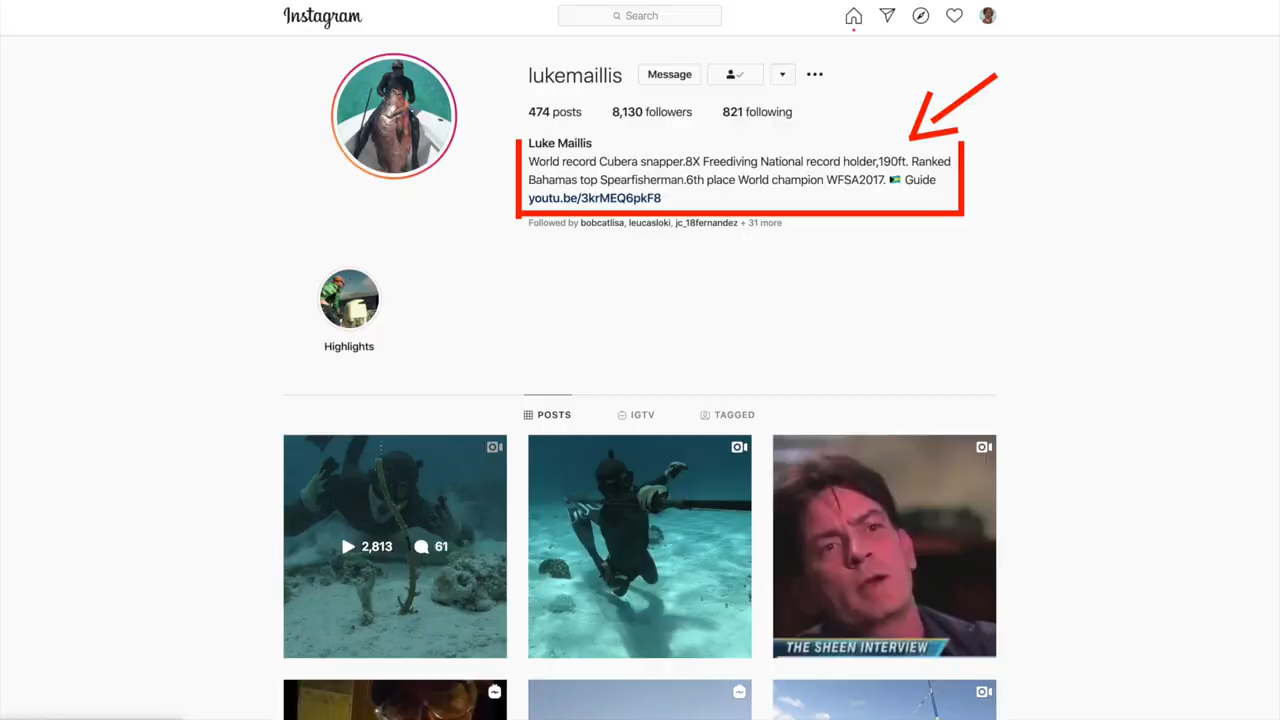 Instagram
Search
lukemaillis
Message
474 posts 8,130 followers 821 following
Luke Maillis
World record Cubera snapper.8X Freediving National record holder,190ft. Ranked
Bahamas top Spearfisherman.6th place World champion WFSA2017. 🇧🇸 Guide
youtu.be/3krMEQ6pkF8
Followed by bobcatlisa, leucasloki, jc_18fernandez + 31 more
Highlights
POSTS IGTV TAGGED
2,813 61
THE SHEEN INTERVIEW